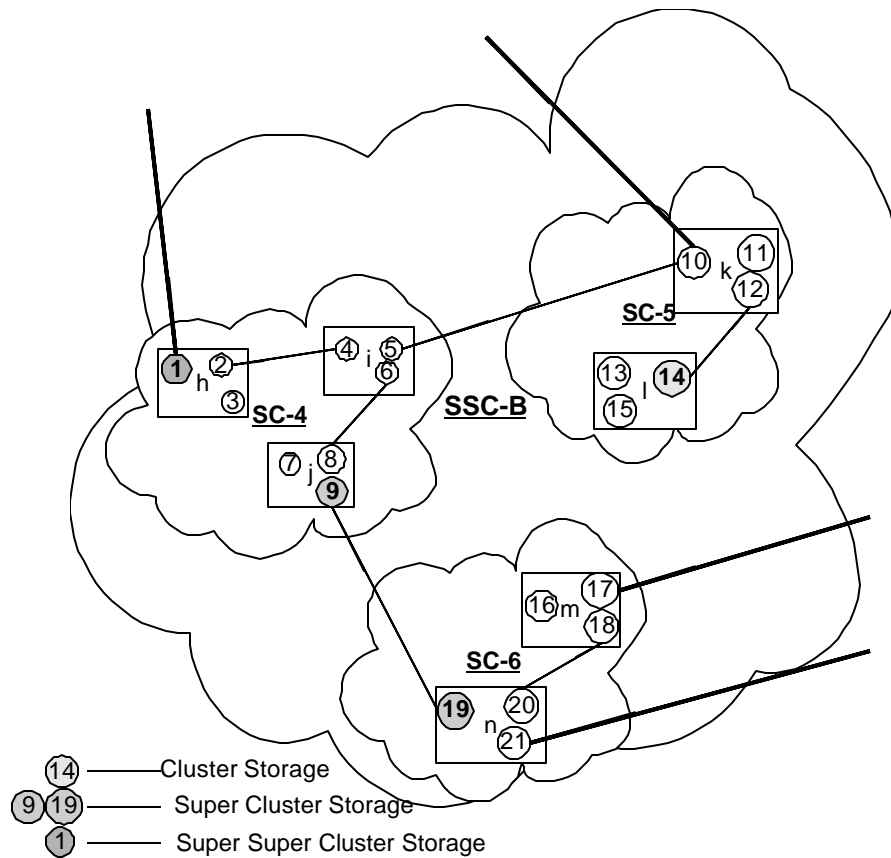 10
k
11
12
SC-5
13
l
14
15
1
h
2
3
4
i
5
6
SC-4
SSC-B
7
j
8
9
16
m
17
18
SC-6
19
n
20
21
14 Cluster Storage
9 19 Super Cluster Storage
1 Super Super Cluster Storage